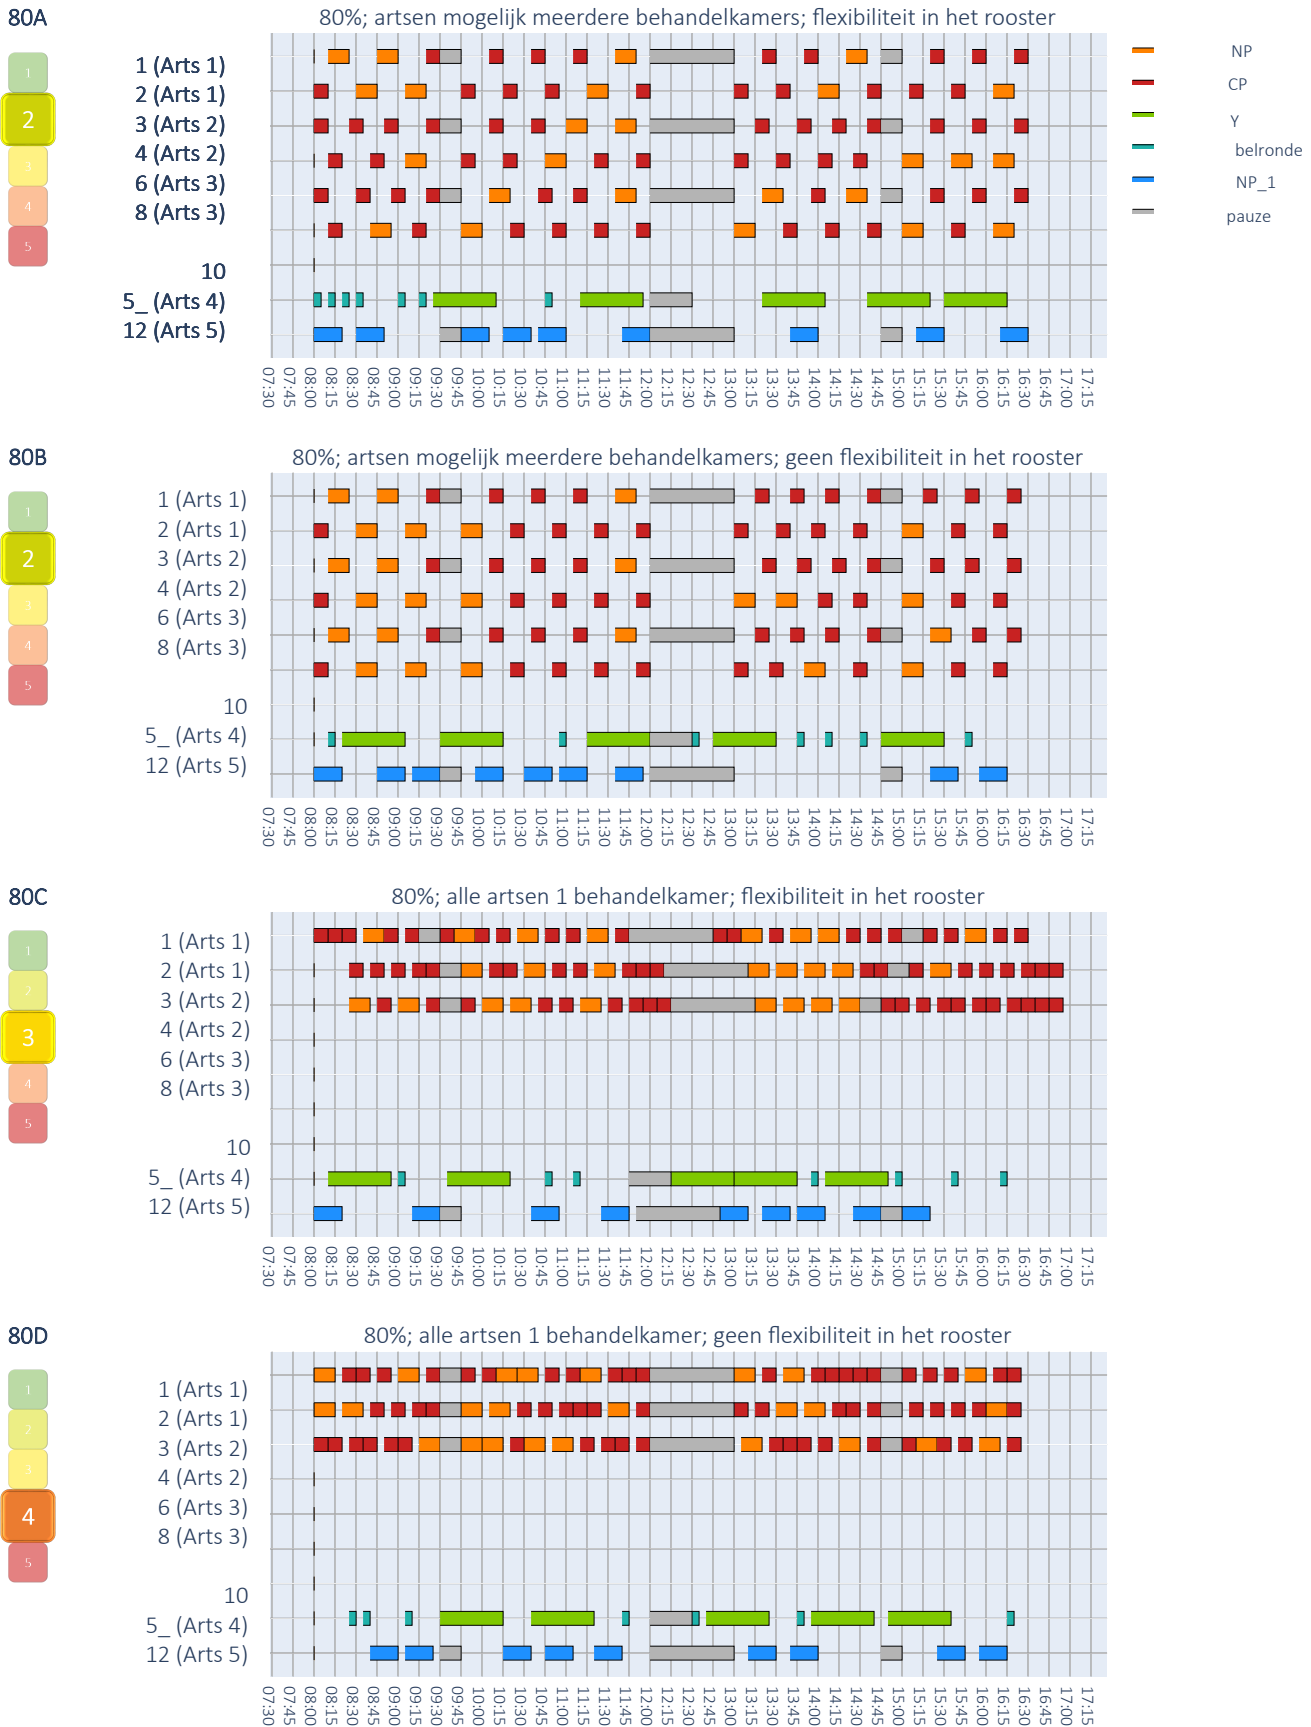 80A
80%; artsen mogelijk meerdere behandelkamers; flexibiliteit in het rooster
1
2
3
4
5
1 (Arts 1)
2 (Arts 1)
3 (Arts 2)
4 (Arts 2)
6 (Arts 3)
8 (Arts 3)
10
5_ (Arts 4)
12 (Arts 5)
NP
CP
Y
belronde
NP_1
pauze
07:30 07:45 08:00 08:15 08:30 08:45 09:00 09:15 09:30 09:45 10:00 10:15 10:30 10:45 11:00 11:15 11:30 11:45 12:00 12:15 12:30 12:45 13:00 13:15 13:30 13:45 14:00 14:15 14:30 14:45 15:00 15:15 15:30 15:45 16:00 16:15 16:30 16:45 17:00 17:15
80B
80%; artsen mogelijk meerdere behandelkamers; geen flexibiliteit in het rooster
1
2
3
4
5
1 (Arts 1)
2 (Arts 1)
3 (Arts 2)
4 (Arts 2)
6 (Arts 3)
8 (Arts 3)
10
5_ (Arts 4)
12 (Arts 5)
07:30 07:45 08:00 08:15 08:30 08:45 09:00 09:15 09:30 09:45 10:00 10:15 10:30 10:45 11:00 11:15 11:30 11:45 12:00 12:15 12:30 12:45 13:00 13:15 13:30 13:45 14:00 14:15 14:30 14:45 15:00 15:15 15:30 15:45 16:00 16:15 16:30 16:45 17:00 17:15
80C
80%; alle artsen 1 behandelkamer; flexibiliteit in het rooster
1
2
3
4
5
1 (Arts 1)
2 (Arts 1)
3 (Arts 2)
4 (Arts 2)
6 (Arts 3)
8 (Arts 3)
10
5_ (Arts 4)
12 (Arts 5)
07:30 07:45 08:00 08:15 08:30 08:45 09:00 09:15 09:30 09:45 10:00 10:15 10:30 10:45 11:00 11:15 11:30 11:45 12:00 12:15 12:30 12:45 13:00 13:15 13:30 13:45 14:00 14:15 14:30 14:45 15:00 15:15 15:30 15:45 16:00 16:15 16:30 16:45 17:00 17:15
80D
80%; alle artsen 1 behandelkamer; geen flexibiliteit in het rooster
1
2
3
4
5
1 (Arts 1)
2 (Arts 1)
3 (Arts 2)
4 (Arts 2)
6 (Arts 3)
8 (Arts 3)
10
5_ (Arts 4)
12 (Arts 5)
07:30 07:45 08:00 08:15 08:30 08:45 09:00 09:15 09:30 09:45 10:00 10:15 10:30 10:45 11:00 11:15 11:30 11:45 12:00 12:15 12:30 12:45 13:00 13:15 13:30 13:45 14:00 14:15 14:30 14:45 15:00 15:15 15:30 15:45 16:00 16:15 16:30 16:45 17:00 17:15